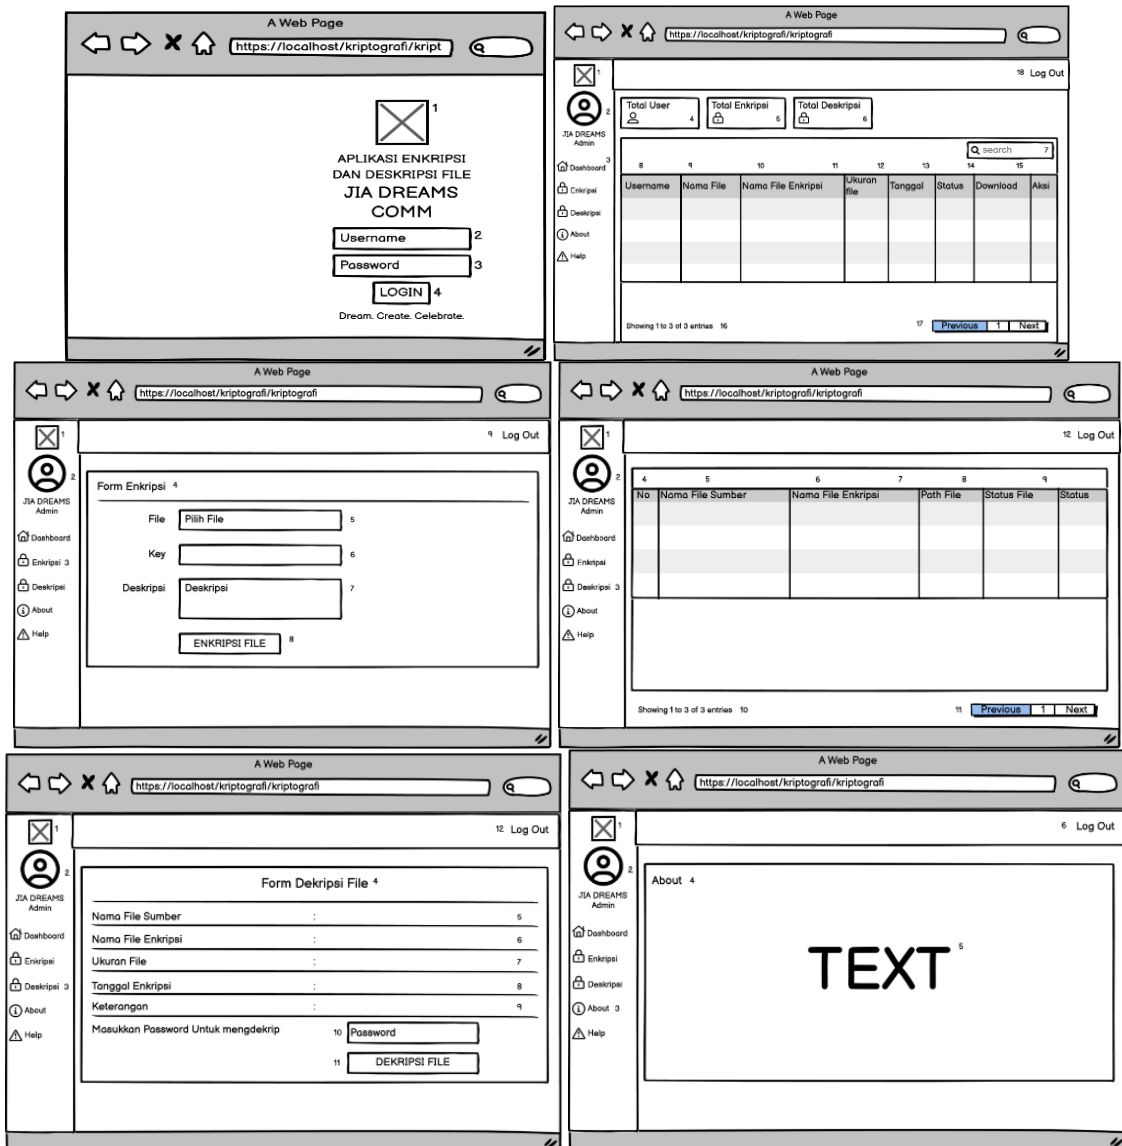 A Web Page
https://localhost/kriptografi/kript
1
APLIKASI ENKRIPSI
DAN DESKRIPSI FILE
JIA DREAMS
COMM
Username 2
Password 3
LOGIN 4
Dream. Create. Celebrate.
A Web Page
https://localhost/kriptografi/kriptografi
1
18 Log Out
2
JIA DREAMS
Admin
Dashboard 3
Enkripsi
Deskripsi
About
Help
Total User 4
Total Enkripsi 5
Total Deskripsi 6
search 7
8 9 10 11 12 13 14 15
Username Nama File Nama File Enkripsi Ukuran file Tanggal Status Download Aksi
Showing 1 to 3 of 3 entries 16
17 Previous 1 Next
A Web Page
https://localhost/kriptografi/kriptografi
1
9 Log Out
2
JIA DREAMS
Admin
Dashboard
Enkripsi 3
Deskripsi
About
Help
Form Enkripsi 4
File Pilih File 5
Key 6
Deskripsi Deskripsi 7
ENKRIPSI FILE 8
A Web Page
https://localhost/kriptografi/kriptografi
1
12 Log Out
2
JIA DREAMS
Admin
Dashboard
Enkripsi
Deskripsi 3
About
Help
4 5 6 7 8 9
No Nama File Sumber Nama File Enkripsi Path File Status File Status
Showing 1 to 3 of 3 entries 10
11 Previous 1 Next
A Web Page
https://localhost/kriptografi/kriptografi
1
12 Log Out
2
JIA DREAMS
Admin
Dashboard
Enkripsi
Deskripsi 3
About
Help
Form Dekripsi File 4
Nama File Sumber : 5
Nama File Enkripsi : 6
Ukuran File : 7
Tanggal Enkripsi : 8
Keterangan : 9
Masukkan Password Untuk mengdekrip 10 Password
11 DEKRIPSI FILE
A Web Page
https://localhost/kriptografi/kriptografi
1
6 Log Out
2
JIA DREAMS
Admin
Dashboard
Enkripsi
Deskripsi
About 3
Help
About 4
TEXT 5